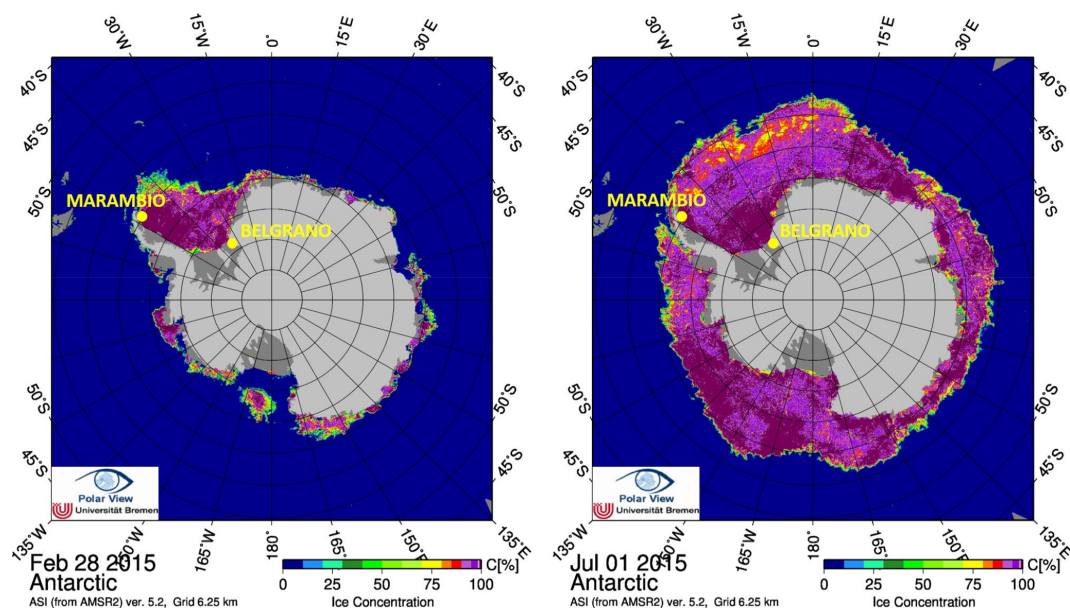 30°W
15°W
0°
15°E
30°E
40°S
40°S
45°S
45°S
50°S
50°S
MARAMBIO
BELGRANO
50°S
50°S
45°S
45°S
Polar View
Universität Bremen
135°W
150°W
165°W
180°
165°E
150°E
135°E
Feb 28 2015
Antarctic
C[%]
0 25 50 75 100
ASI (from AMSR2) ver. 5.2, Grid 6.25 km
Ice Concentration
30°W
15°W
0°
15°E
30°E
40°S
40°S
45°S
45°S
50°S
50°S
MARAMBIO
BELGRANO
50°S
50°S
45°S
45°S
Polar View
Universität Bremen
135°W
150°W
165°W
180°
165°E
150°E
135°E
Jul 01 2015
Antarctic
C[%]
0 25 50 75 100
ASI (from AMSR2) ver. 5.2, Grid 6.25 km
Ice Concentration